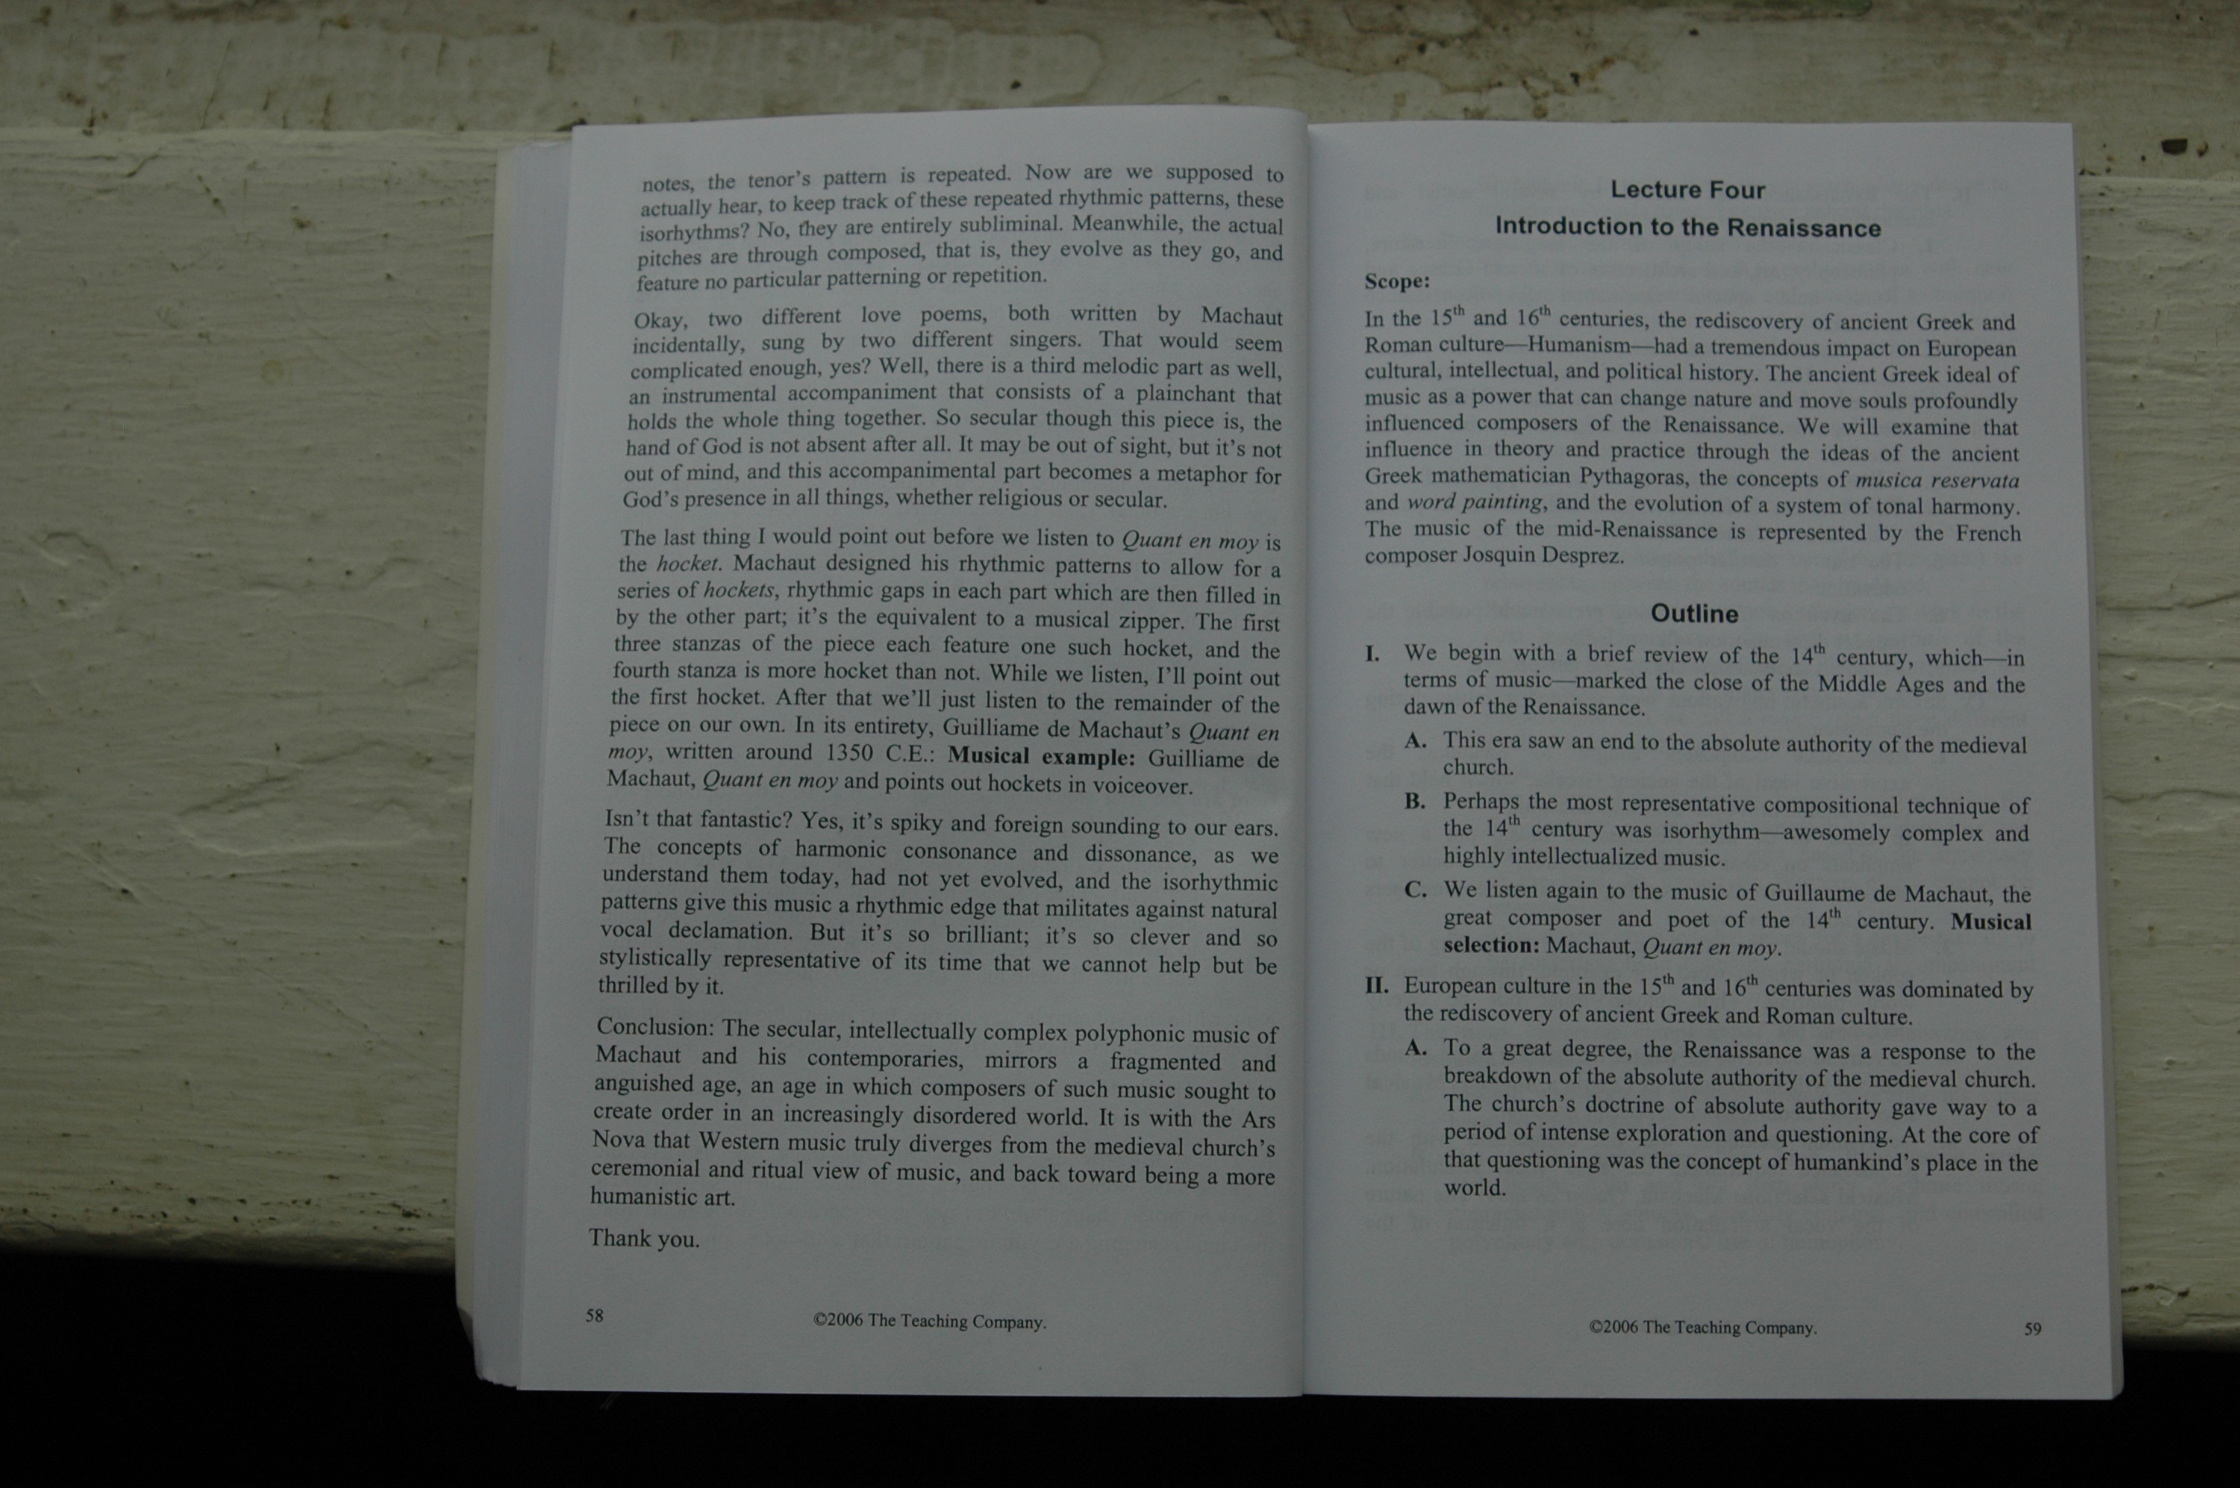 notes, the tenor's pattern is repeated. Now are we supposed to
actually hear, to keep track of these repeated rhythmic patterns, these
isorhythms? No, they are entirely subliminal. Meanwhile, the actual
pitches are through composed, that is, they evolve as they go, and
feature no particular patterning or repetition.
Okay, two different love poems, both written by Machaut
incidentally, sung by two different singers. That would seem
complicated enough, yes? Well, there is a third melodic part as well,
an instrumental accompaniment that consists of a plainchant that
holds the whole thing together. So secular though this piece is, the
hand of God is not absent after all. It may be out of sight, but it's not
out of mind, and this accompanimental part becomes a metaphor for
God's presence in all things, whether religious or secular.
The last thing I would point out before we listen to Quant en moy is
the hocket. Machaut designed his rhythmic patterns to allow for a
series of hockets, rhythmic gaps in each part which are then filled in
by the other part; it's the equivalent to a musical zipper. The first
three stanzas of the piece each feature one such hocket, and the
fourth stanza is more hocket than not. While we listen, I'll point out
the first hocket. After that we'll just listen to the remainder of the
piece on our own. In its entirety, Guilliame de Machaut's Quant en
moy, written around 1350 C.E.: Musical example: Guilliame de
Machaut, Quant en moy and points out hockets in voiceover.
Isn't that fantastic? Yes, it's spiky and foreign sounding to our ears.
The concepts of harmonic consonance and dissonance, as we
understand them today, had not yet evolved, and the isorhythmic
patterns give this music a rhythmic edge that militates against natural
vocal declamation. But it's so brilliant; it's so clever and so
stylistically representative of its time that we cannot help but be
thrilled by it.
Conclusion: The secular, intellectually complex polyphonic music of
Machaut and his contemporaries, mirrors a fragmented and
anguished age, an age in which composers of such music sought to
create order in an increasingly disordered world. It is with the Ars
Nova that Western music truly diverges from the medieval church's
ceremonial and ritual view of music, and back toward being a more
humanistic art.
Thank you.
58 ©2006 The Teaching Company.
Lecture Four
Introduction to the Renaissance
Scope:
In the 15th and 16th centuries, the rediscovery of ancient Greek and
Roman culture—Humanism—had a tremendous impact on European
cultural, intellectual, and political history. The ancient Greek ideal of
music as a power that can change nature and move souls profoundly
influenced composers of the Renaissance. We will examine that
influence in theory and practice through the ideas of the ancient
Greek mathematician Pythagoras, the concepts of musica reservata
and word painting, and the evolution of a system of tonal harmony.
The music of the mid-Renaissance is represented by the French
composer Josquin Desprez.
Outline
I. We begin with a brief review of the 14th century, which—in
terms of music—marked the close of the Middle Ages and the
dawn of the Renaissance.
A. This era saw an end to the absolute authority of the medieval
church.
B. Perhaps the most representative compositional technique of
the 14th century was isorhythm—awesomely complex and
highly intellectualized music.
C. We listen again to the music of Guillaume de Machaut, the
great composer and poet of the 14th century. Musical
selection: Machaut, Quant en moy.
II. European culture in the 15th and 16th centuries was dominated by
the rediscovery of ancient Greek and Roman culture.
A. To a great degree, the Renaissance was a response to the
breakdown of the absolute authority of the medieval church.
The church's doctrine of absolute authority gave way to a
period of intense exploration and questioning. At the core of
that questioning was the concept of humankind's place in the
world.
©2006 The Teaching Company. 59